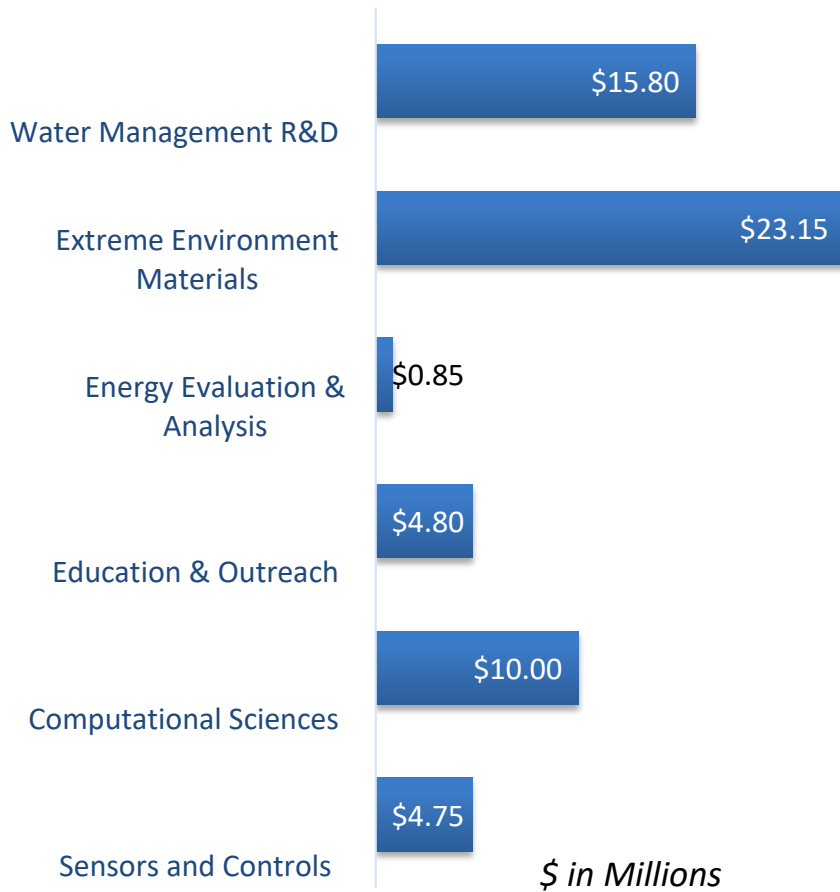 $15.80
Water Management R&D
$23.15
Extreme Environment
Materials
$0.85
Energy Evaluation &
Analysis
$4.80
Education & Outreach
$10.00
Computational Sciences
$4.75
Sensors and Controls
$ in Millions